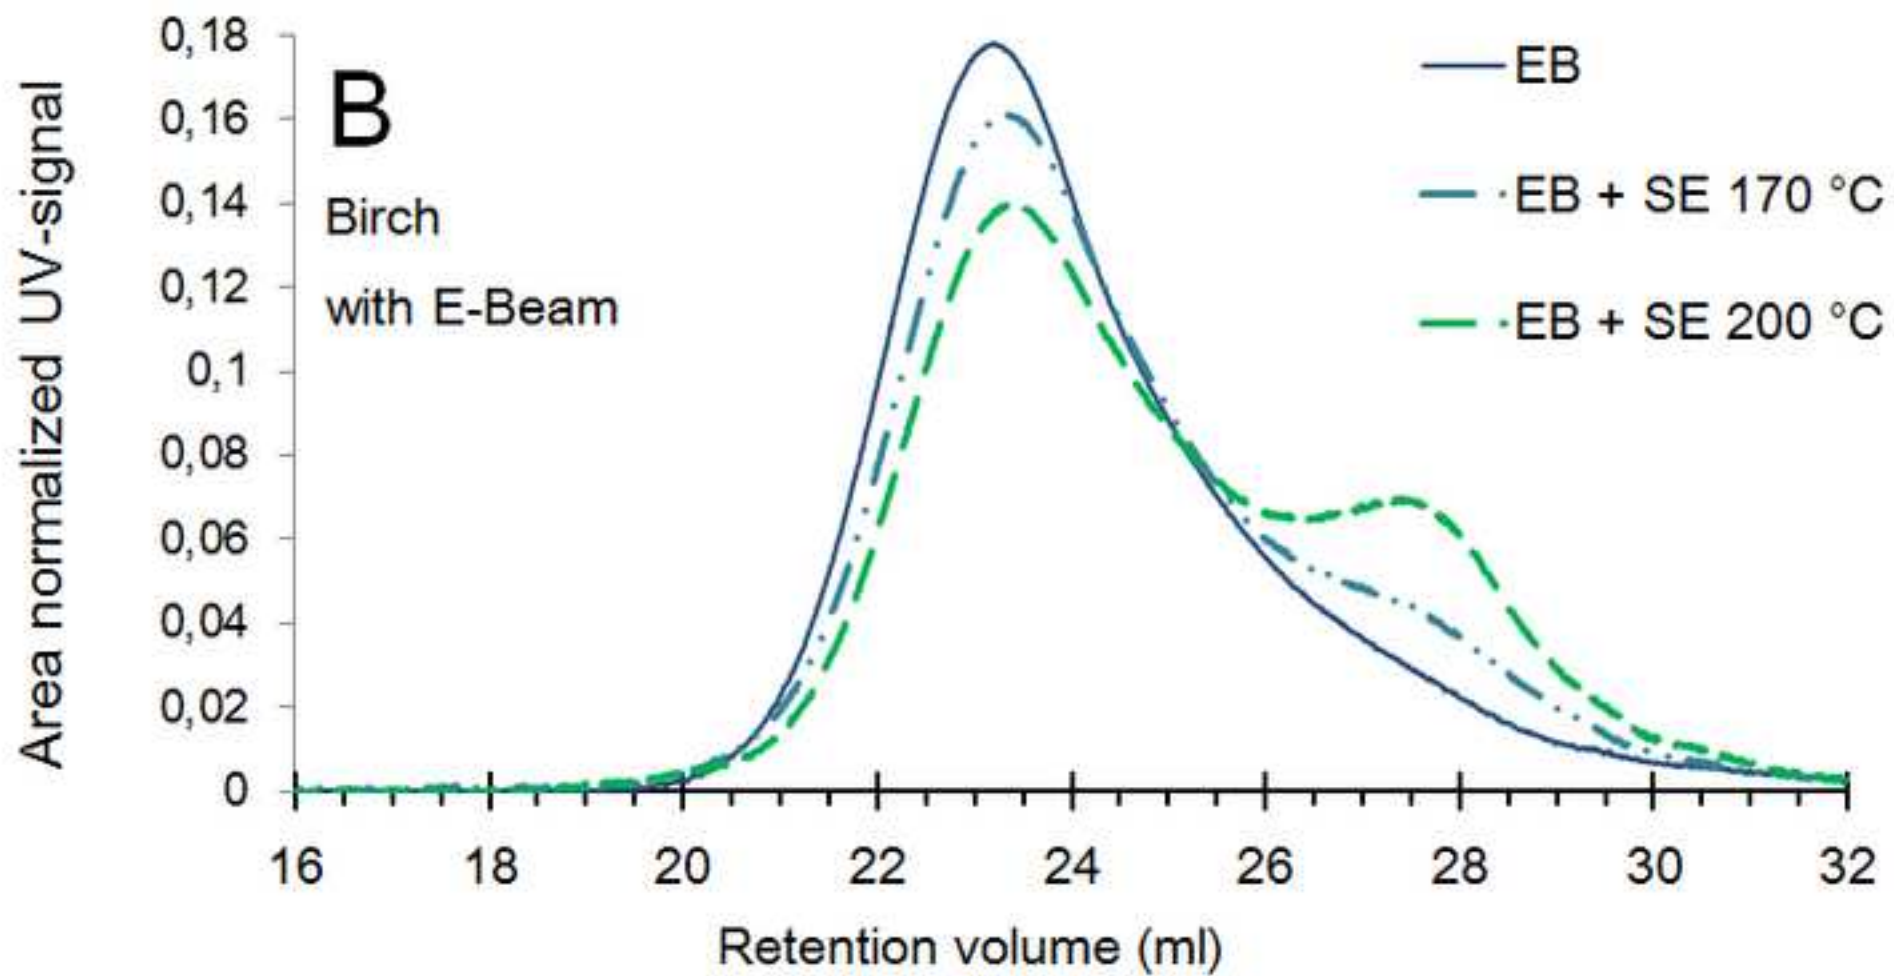 Area normalized UV-signal
0,18
0,16
0,14
0,12
0,1
0,08
0,06
0,04
0,02
0
B
Birch
with E-Beam
EB
EB + SE 170 °C
EB + SE 200 °C
16 18 20 22 24 26 28 30 32
Retention volume (ml)